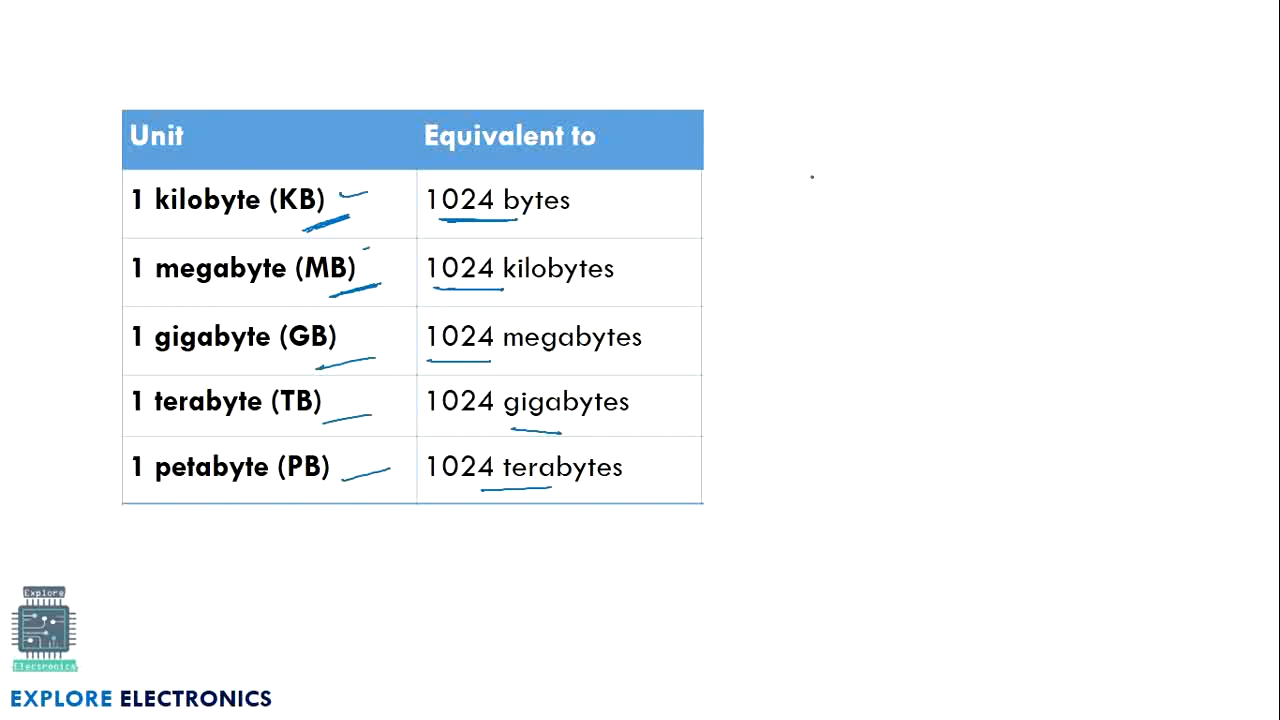 Unit Equivalent to
1 kilobyte (KB) 1024 bytes
1 megabyte (MB) 1024 kilobytes
1 gigabyte (GB) 1024 megabytes
1 terabyte (TB) 1024 gigabytes
1 petabyte (PB) 1024 terabytes
Explore
Electronics
EXPLORE ELECTRONICS